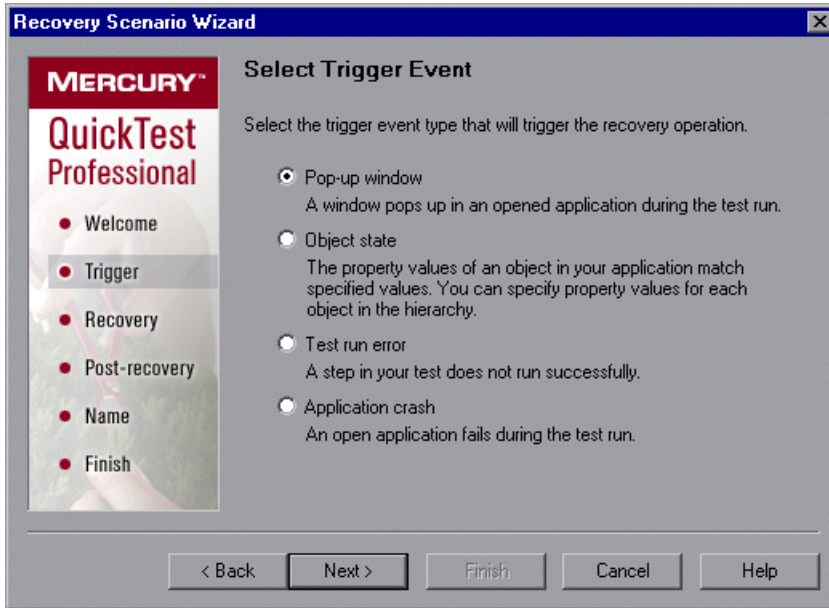 Recovery Scenario Wizard
MERCURY™
QuickTest
Professional
Welcome
Trigger
Recovery
Post-recovery
Name
Finish
Select Trigger Event
Select the trigger event type that will trigger the recovery operation.
Pop-up window
A window pops up in an opened application during the test run.
Object state
The property values of an object in your application match
specified values. You can specify property values for each
object in the hierarchy.
Test run error
A step in your test does not run successfully.
Application crash
An open application fails during the test run.
< Back
Next >
Finish
Cancel
Help